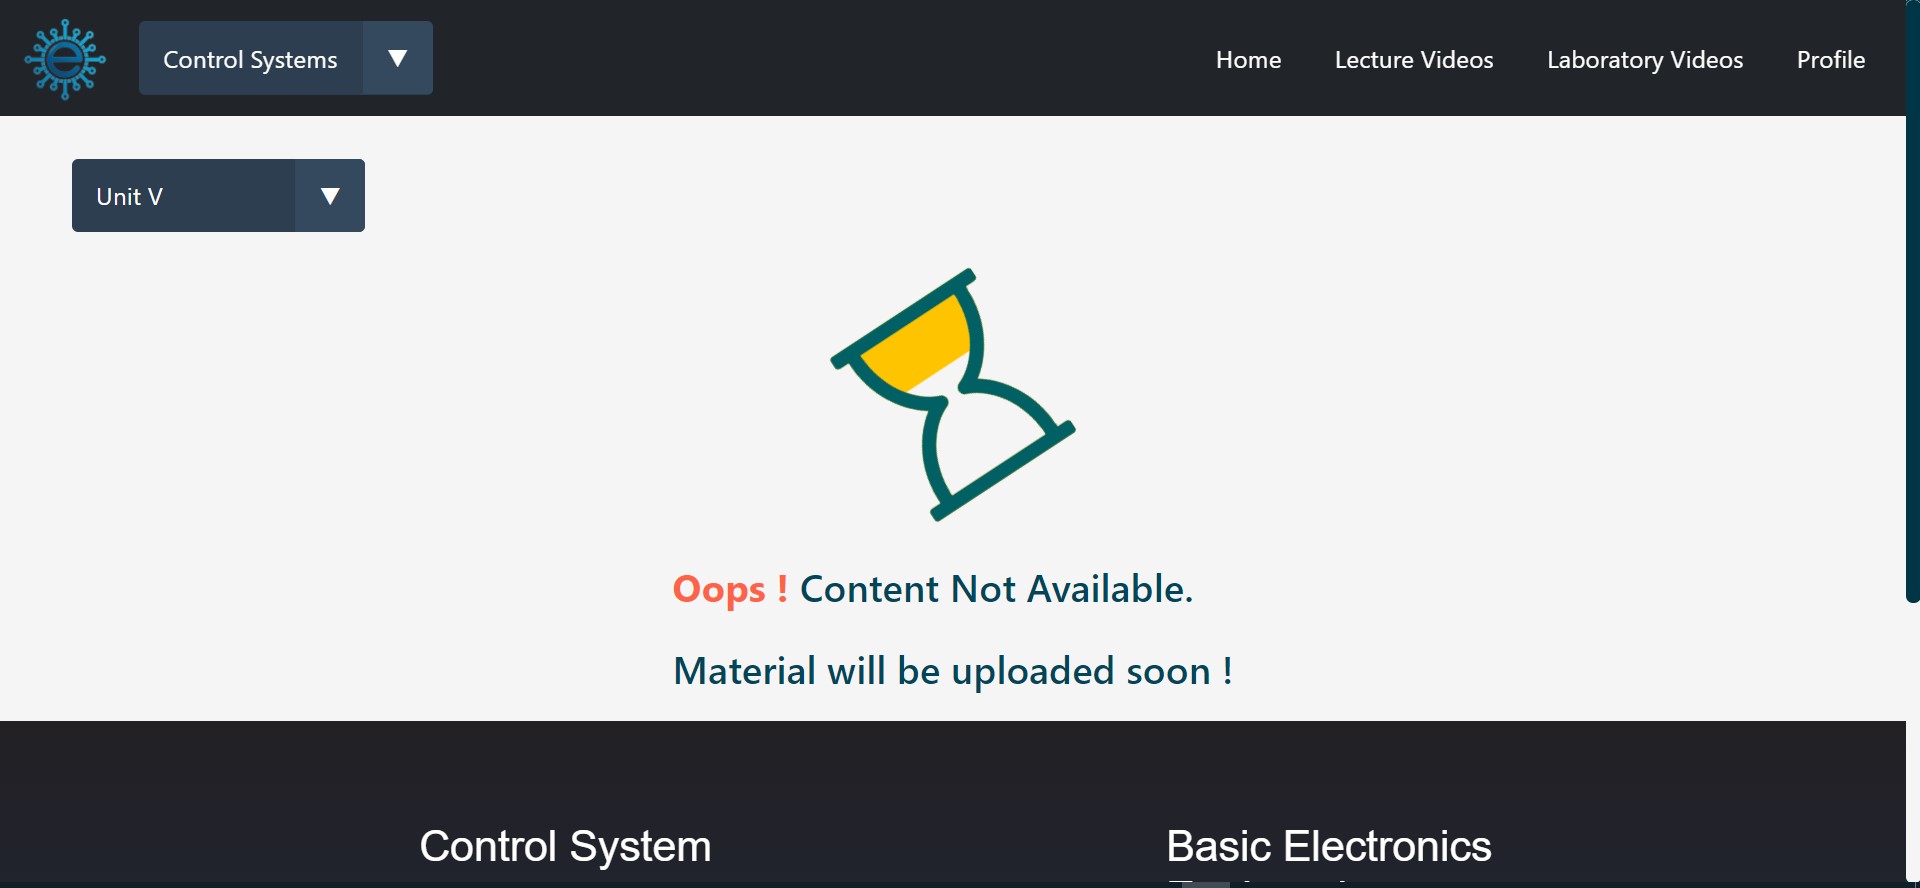 Control Systems ▼
Home
Lecture Videos
Laboratory Videos
Profile
Unit V ▼
Oops ! Content Not Available.
Material will be uploaded soon !
Control System
Basic Electronics